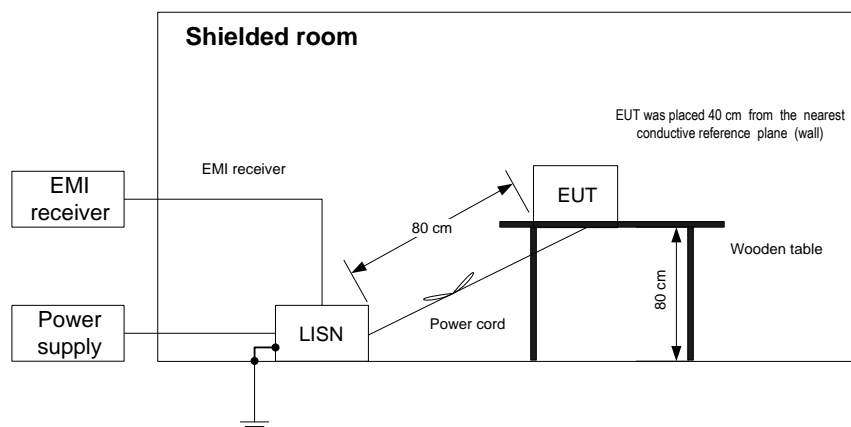 Shielded room
EUT was placed 40 cm from the nearest
conductive reference plane (wall)
EMI receiver
EMI
receiver
EUT
80 cm
Wooden table
80 cm
Power cord
Power
supply
LISN